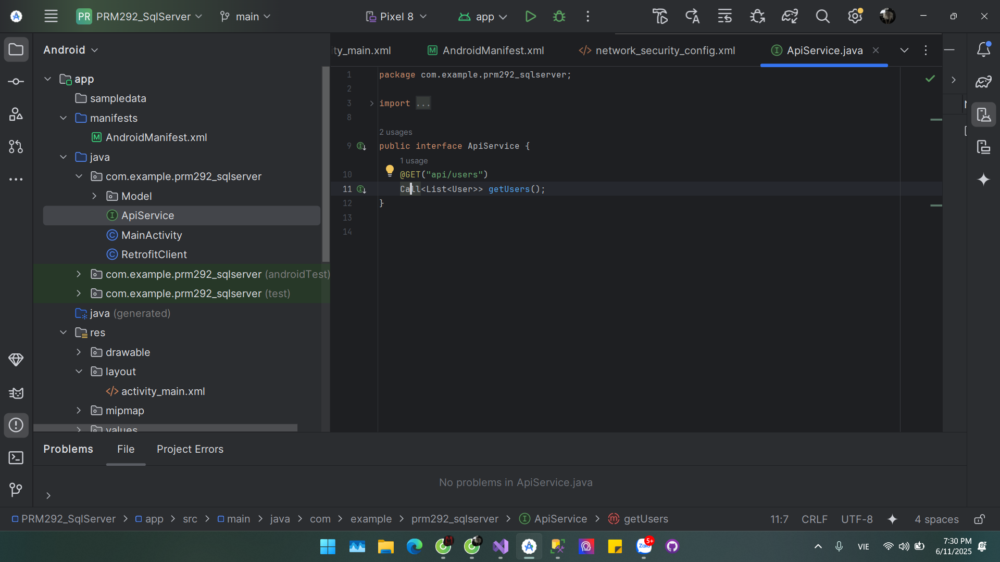 PR PRM292_SqlServer main Pixel 8 app
Android
ty_main.xml AndroidManifest.xml network_security_config.xml ApiService.java
app
sampledata
manifests
AndroidManifest.xml
java
com.example.prm292_sqlserver
Model
ApiService
MainActivity
RetrofitClient
com.example.prm292_sqlserver (androidTest)
com.example.prm292_sqlserver (test)
java (generated)
res
drawable
layout
activity_main.xml
mipmap
values
1 package com.example.prm292_sqlserver;
2
3 import ...
8
2 usages
9 public interface ApiService {
1 usage
10 @GET("api/users")
11 Call<List<User>> getUsers();
12 }
13
14
Problems File Project Errors
No problems in ApiService.java
PRM292_SqlServer app src main java com example prm292_sqlserver ApiService getUsers 11:7 CRLF UTF-8 4 spaces
Zalo 5+ VIE 7:30 PM
6/11/2025